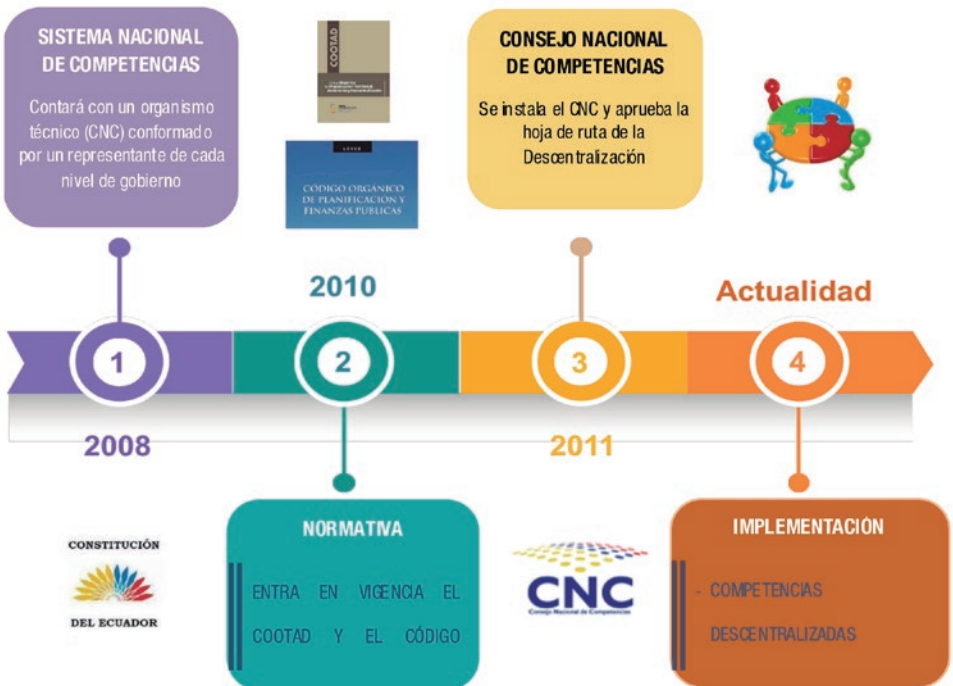 SISTEMA NACIONAL
DE COMPETENCIAS
Contará con un organismo
técnico (CNC) conformado
por un representante de cada
nivel de gobierno
COOTAD
LEYES
CÓDIGO ORGÁNICO
DE PLANIFICACIÓN Y
FINANZAS PÚBLICAS
CONSEJO NACIONAL
DE COMPETENCIAS
Se instala el CNC y aprueba la
hoja de ruta de la
Descentralización
2010
Actualidad
1
2
3
4
2008
2011
CONSTITUCIÓN
DEL ECUADOR
NORMATIVA
ENTRA EN VIGENCIA EL
COOTAD Y EL CÓDIGO
CNC
Consejo Nacional de Competencias
IMPLEMENTACIÓN
- COMPETENCIAS
DESCENTRALIZADAS